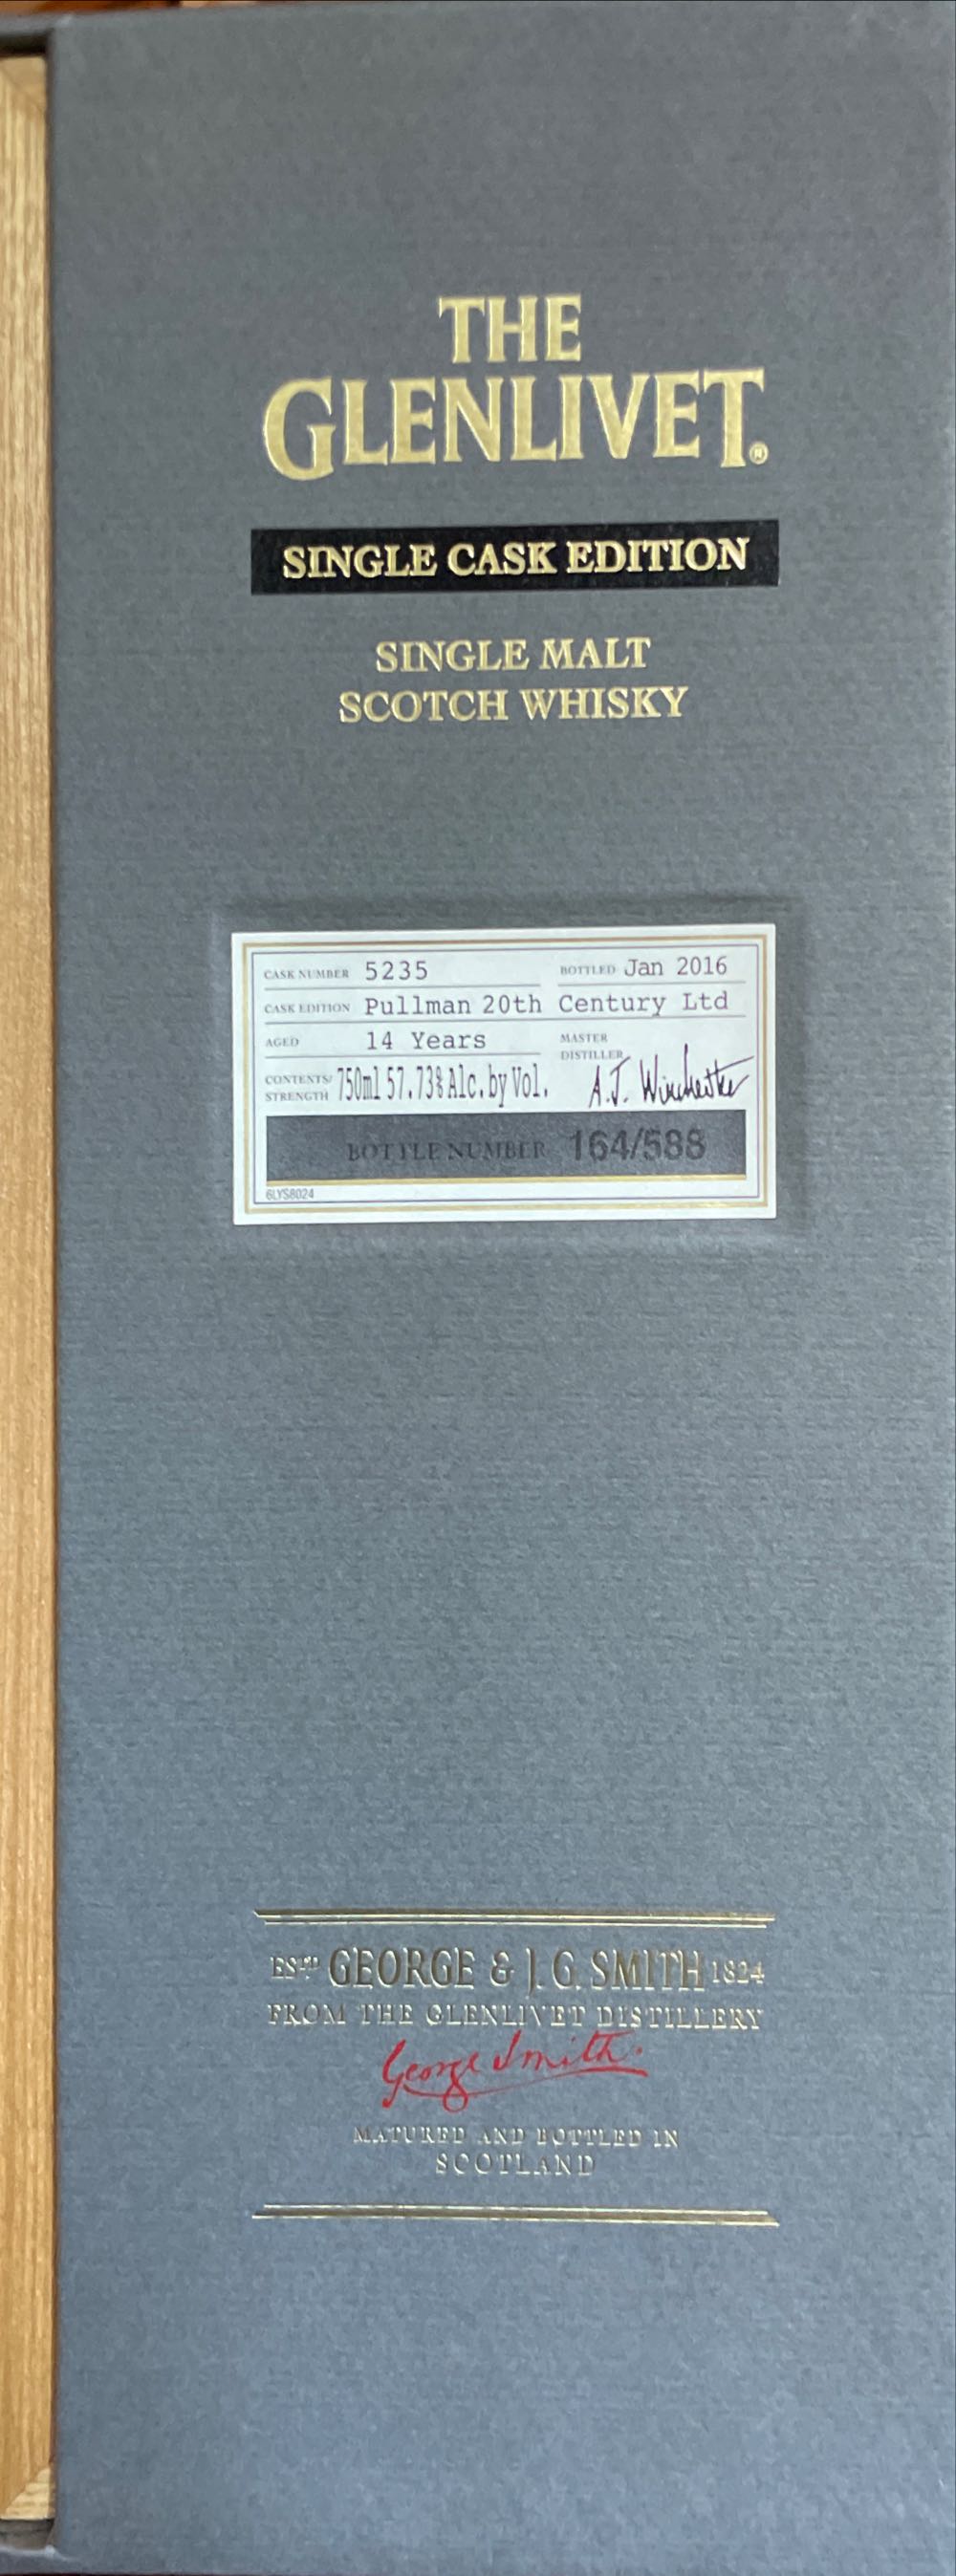 THE
GLENLIVET®
SINGLE CASK EDITION
SINGLE MALT
SCOTCH WHISKY
CASK NUMBER 5235 BOTTLED Jan 2016
CASK EDITION Pullman 20th Century Ltd
AGED 14 Years MASTER DISTILLER
CONTENTS/STRENGTH 750ml 57.73% Alc. by Vol. A.J. Winchester
BOTTLE NUMBER 164/588
6LYS8024
ESTD GEORGE & J. G. SMITH 1824
FROM THE GLENLIVET DISTILLERY
George Smith.
MATURED AND BOTTLED IN
SCOTLAND